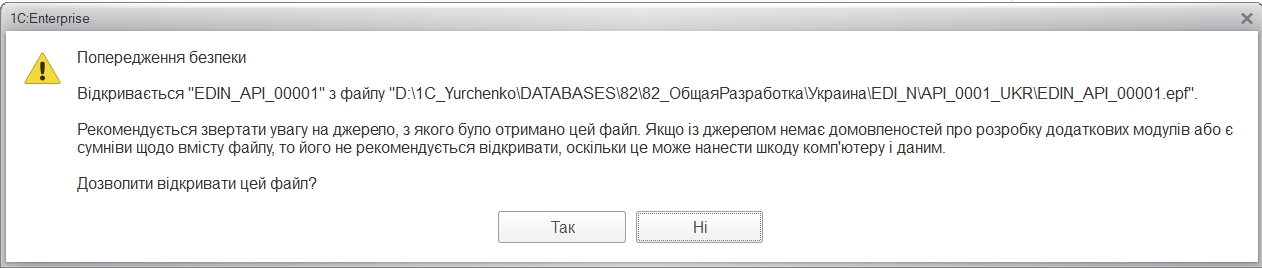 1C:Enterprise
Попередження безпеки
Відкривається "EDIN_API_00001" з файлу "D:\1C_Yurchenko\DATABASES\82\82_ОбщаяРазработка\Украина\EDI_N\API_0001_UKR\EDIN_API_00001.epf".
Рекомендується звертати увагу на джерело, з якого було отримано цей файл. Якщо із джерелом немає домовленостей про розробку додаткових модулів або є
сумніви щодо вмісту файлу, то його не рекомендується відкривати, оскільки це може нанести шкоду комп'ютеру і даним.
Дозволити відкривати цей файл?
Так
Ні